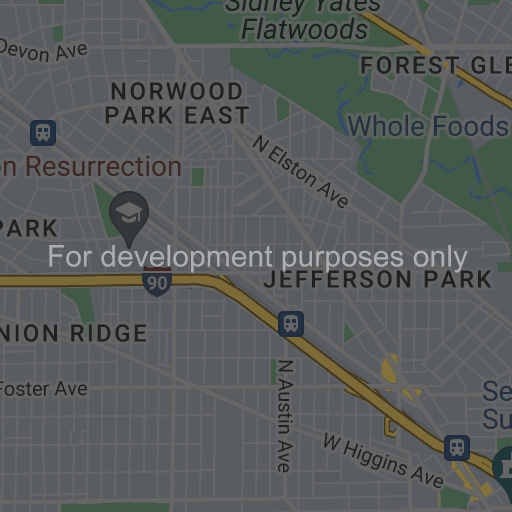 Sidney Yates
Flatwoods
Devon Ave
FOREST GLE
NORWOOD
PARK EAST
Whole Foods
N Elston Ave
on Resurrection
PARK
For development purposes only
90
JEFFERSON PARK
NION RIDGE
Foster Ave
N Austin Ave
Se
Su
W Higgins Ave